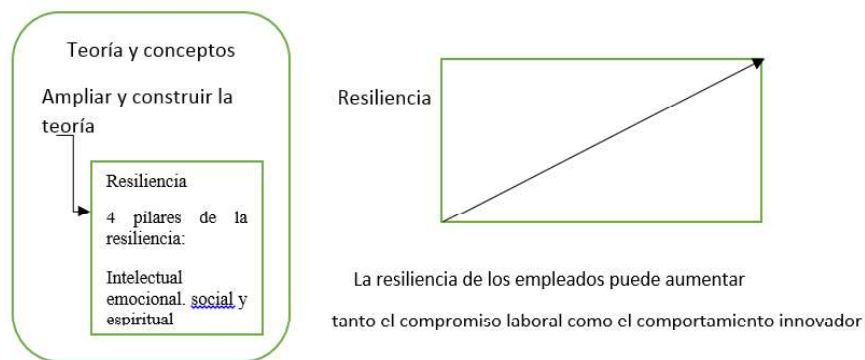 Teoría y conceptos
Ampliar y construir la
teoría
Resiliencia
4 pilares de la
resiliencia:
Intelectual
emocional. social y
espiritual
Resiliencia
La resiliencia de los empleados puede aumentar
tanto el compromiso laboral como el comportamiento innovador